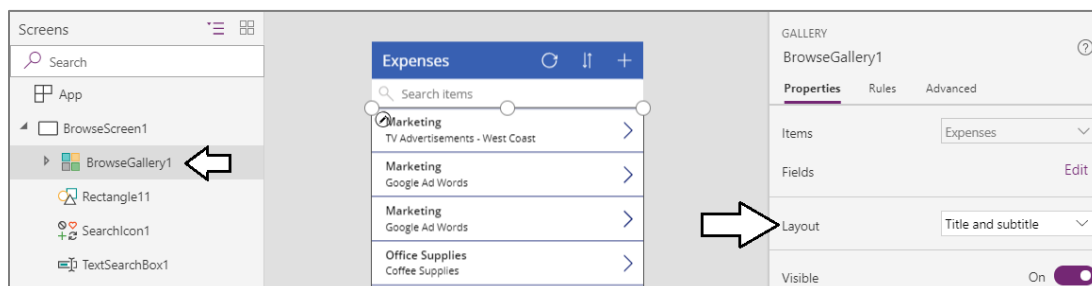 Screens
Search
App
BrowseScreen1
BrowseGallery1
Rectangle11
SearchIcon1
TextSearchBox1
Expenses
Search items
Marketing
TV Advertisements - West Coast
Marketing
Google Ad Words
Marketing
Google Ad Words
Office Supplies
Coffee Supplies
GALLERY
BrowseGallery1
Properties Rules Advanced
Items Expenses
Fields Edit
Layout Title and subtitle
Visible On